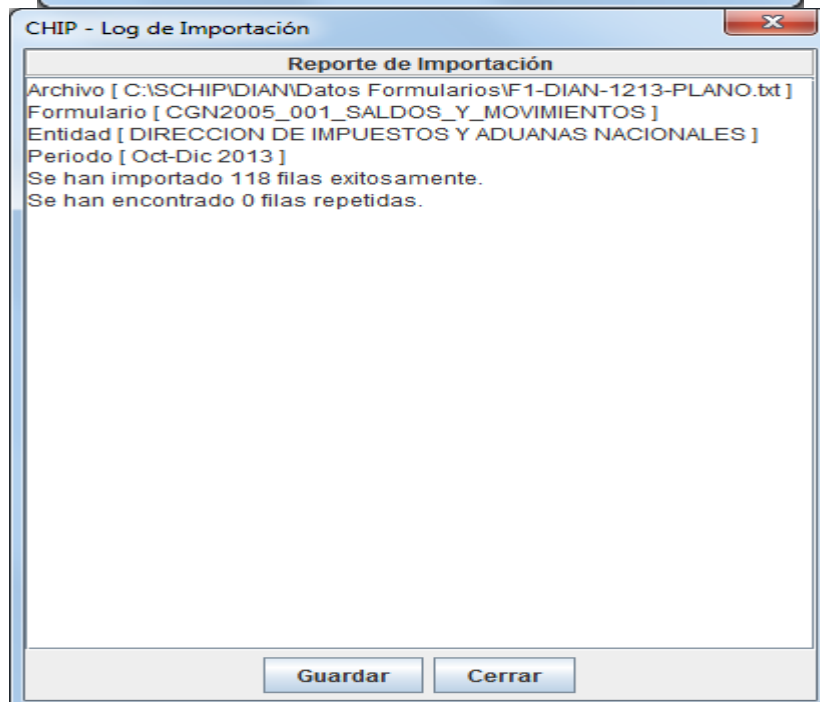 CHIP - Log de Importación
Reporte de Importación
Archivo [ C:\SCHIP\DIAN\Datos Formularios\F1-DIAN-1213-PLANO.txt ]
Formulario [ CGN2005_001_SALDOS_Y_MOVIMIENTOS ]
Entidad [ DIRECCION DE IMPUESTOS Y ADUANAS NACIONALES ]
Periodo [ Oct-Dic 2013 ]
Se han importado 118 filas exitosamente.
Se han encontrado 0 filas repetidas.
Guardar Cerrar